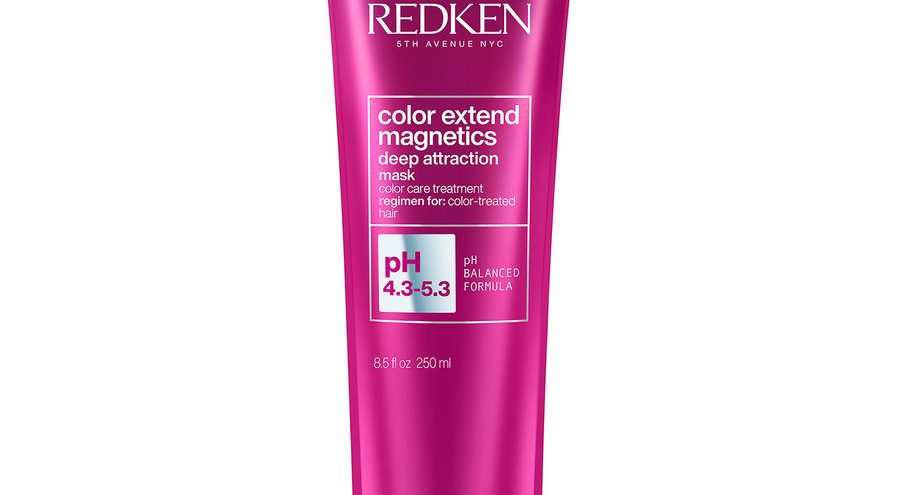 REDKEN
5TH AVENUE NYC
color extend
magnetics
deep attraction
mask
color care treatment
regimen for: color-treated
hair
pH
4.3-5.3
pH
BALANCED
FORMULA
8.5 fl oz 250 ml